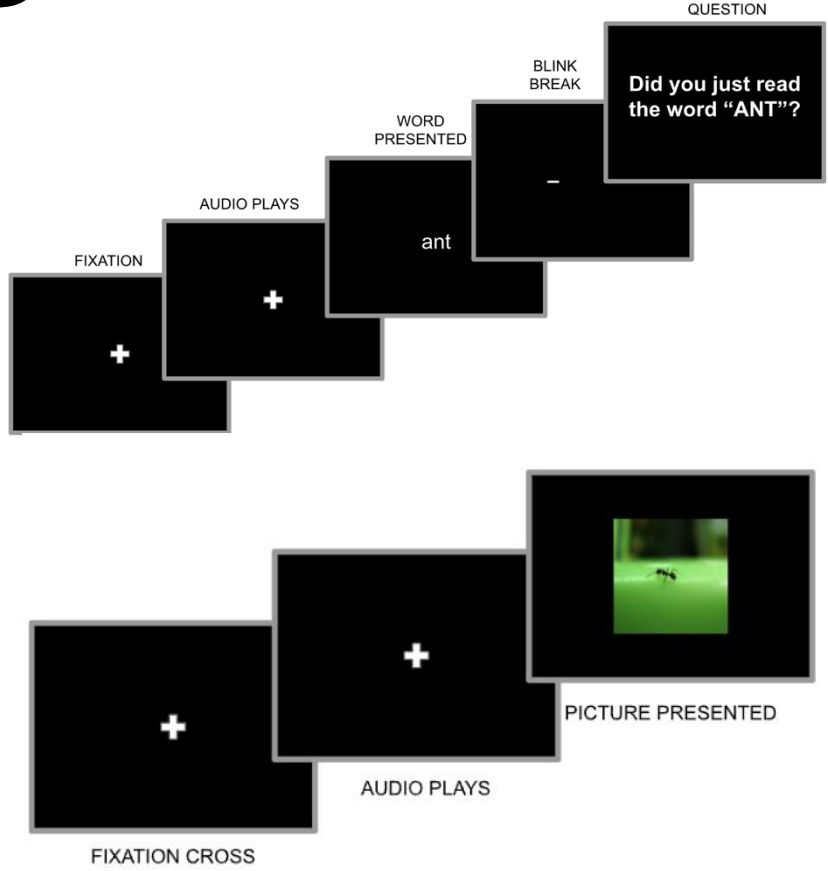 QUESTION
Did you just read
the word “ANT”?
BLINK
BREAK
–
WORD
PRESENTED
ant
AUDIO PLAYS
FIXATION
PICTURE PRESENTED
AUDIO PLAYS
FIXATION CROSS